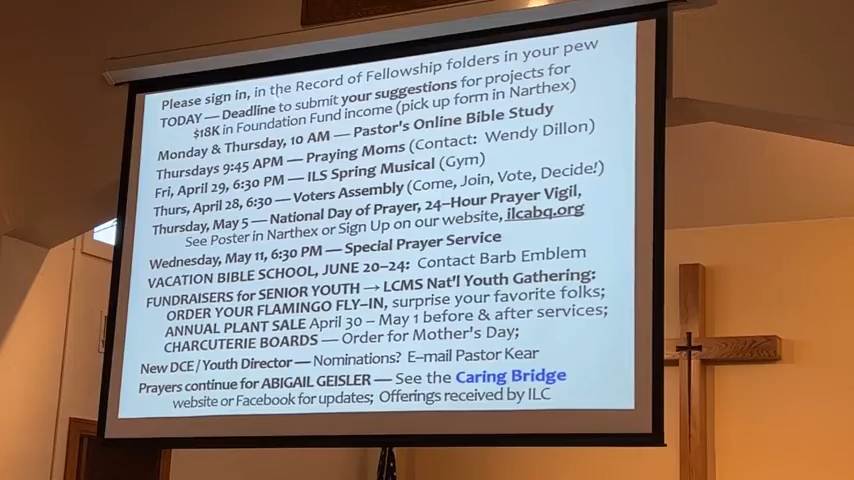 Please sign in, in the Record of Fellowship folders in your pew
TODAY — Deadline to submit your suggestions for projects for
$18K in Foundation Fund income (pick up form in Narthex)
Monday & Thursday, 10 AM — Pastor's Online Bible Study
Thursdays 9:45 APM — Praying Moms (Contact: Wendy Dillon)
Fri, April 29, 6:30 PM — ILS Spring Musical (Gym)
Thurs, April 28, 6:30 — Voters Assembly (Come, Join, Vote, Decide!)
Thursday, May 5 — National Day of Prayer, 24–Hour Prayer Vigil,
See Poster in Narthex or Sign Up on our website, ilcabq.org
Wednesday, May 11, 6:30 PM — Special Prayer Service
VACATION BIBLE SCHOOL, JUNE 20–24: Contact Barb Emblem
FUNDRAISERS for SENIOR YOUTH → LCMS Nat'l Youth Gathering:
ORDER YOUR FLAMINGO FLY–IN, surprise your favorite folks;
ANNUAL PLANT SALE April 30 – May 1 before & after services;
CHARCUTERIE BOARDS — Order for Mother's Day;
New DCE / Youth Director — Nominations? E–mail Pastor Kear
Prayers continue for ABIGAIL GEISLER — See the Caring Bridge
website or Facebook for updates; Offerings received by ILC